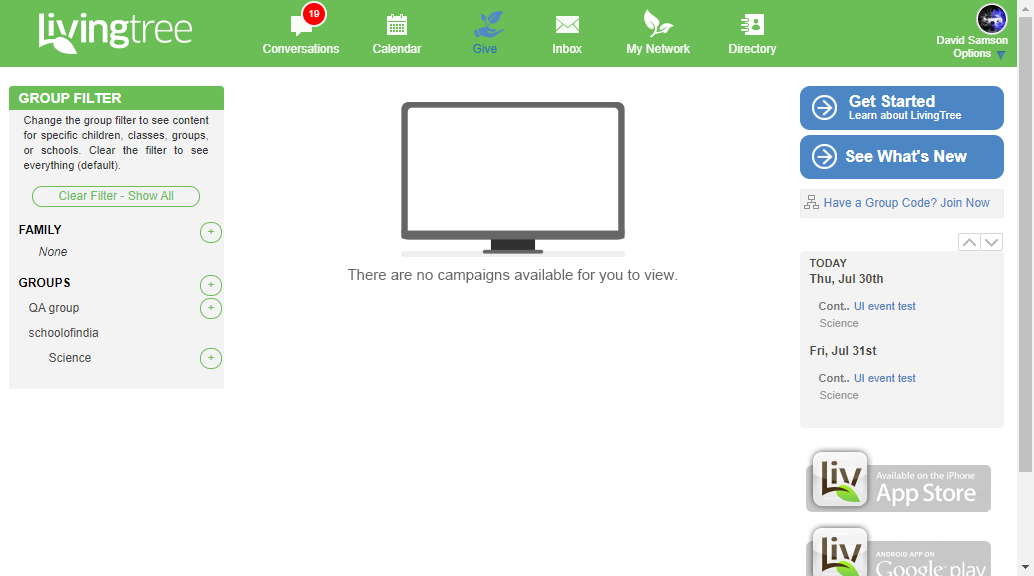 livingtree
19
Conversations
Calendar
Give
Inbox
My Network
Directory
David Samson
Options
GROUP FILTER
Change the group filter to see content
for specific children, classes, groups,
or schools. Clear the filter to see
everything (default).
Clear Filter - Show All
FAMILY
+
None
GROUPS
+
QA group
+
schoolofindia
Science
+
There are no campaigns available for you to view.
Get Started
Learn about LivingTree
See What's New
Have a Group Code? Join Now
TODAY
Thu, Jul 30th
Cont.. UI event test
Science
Fri, Jul 31st
Cont.. UI event test
Science
Liv
Available on the iPhone
App Store
Liv
ANDROID APP ON
Google play